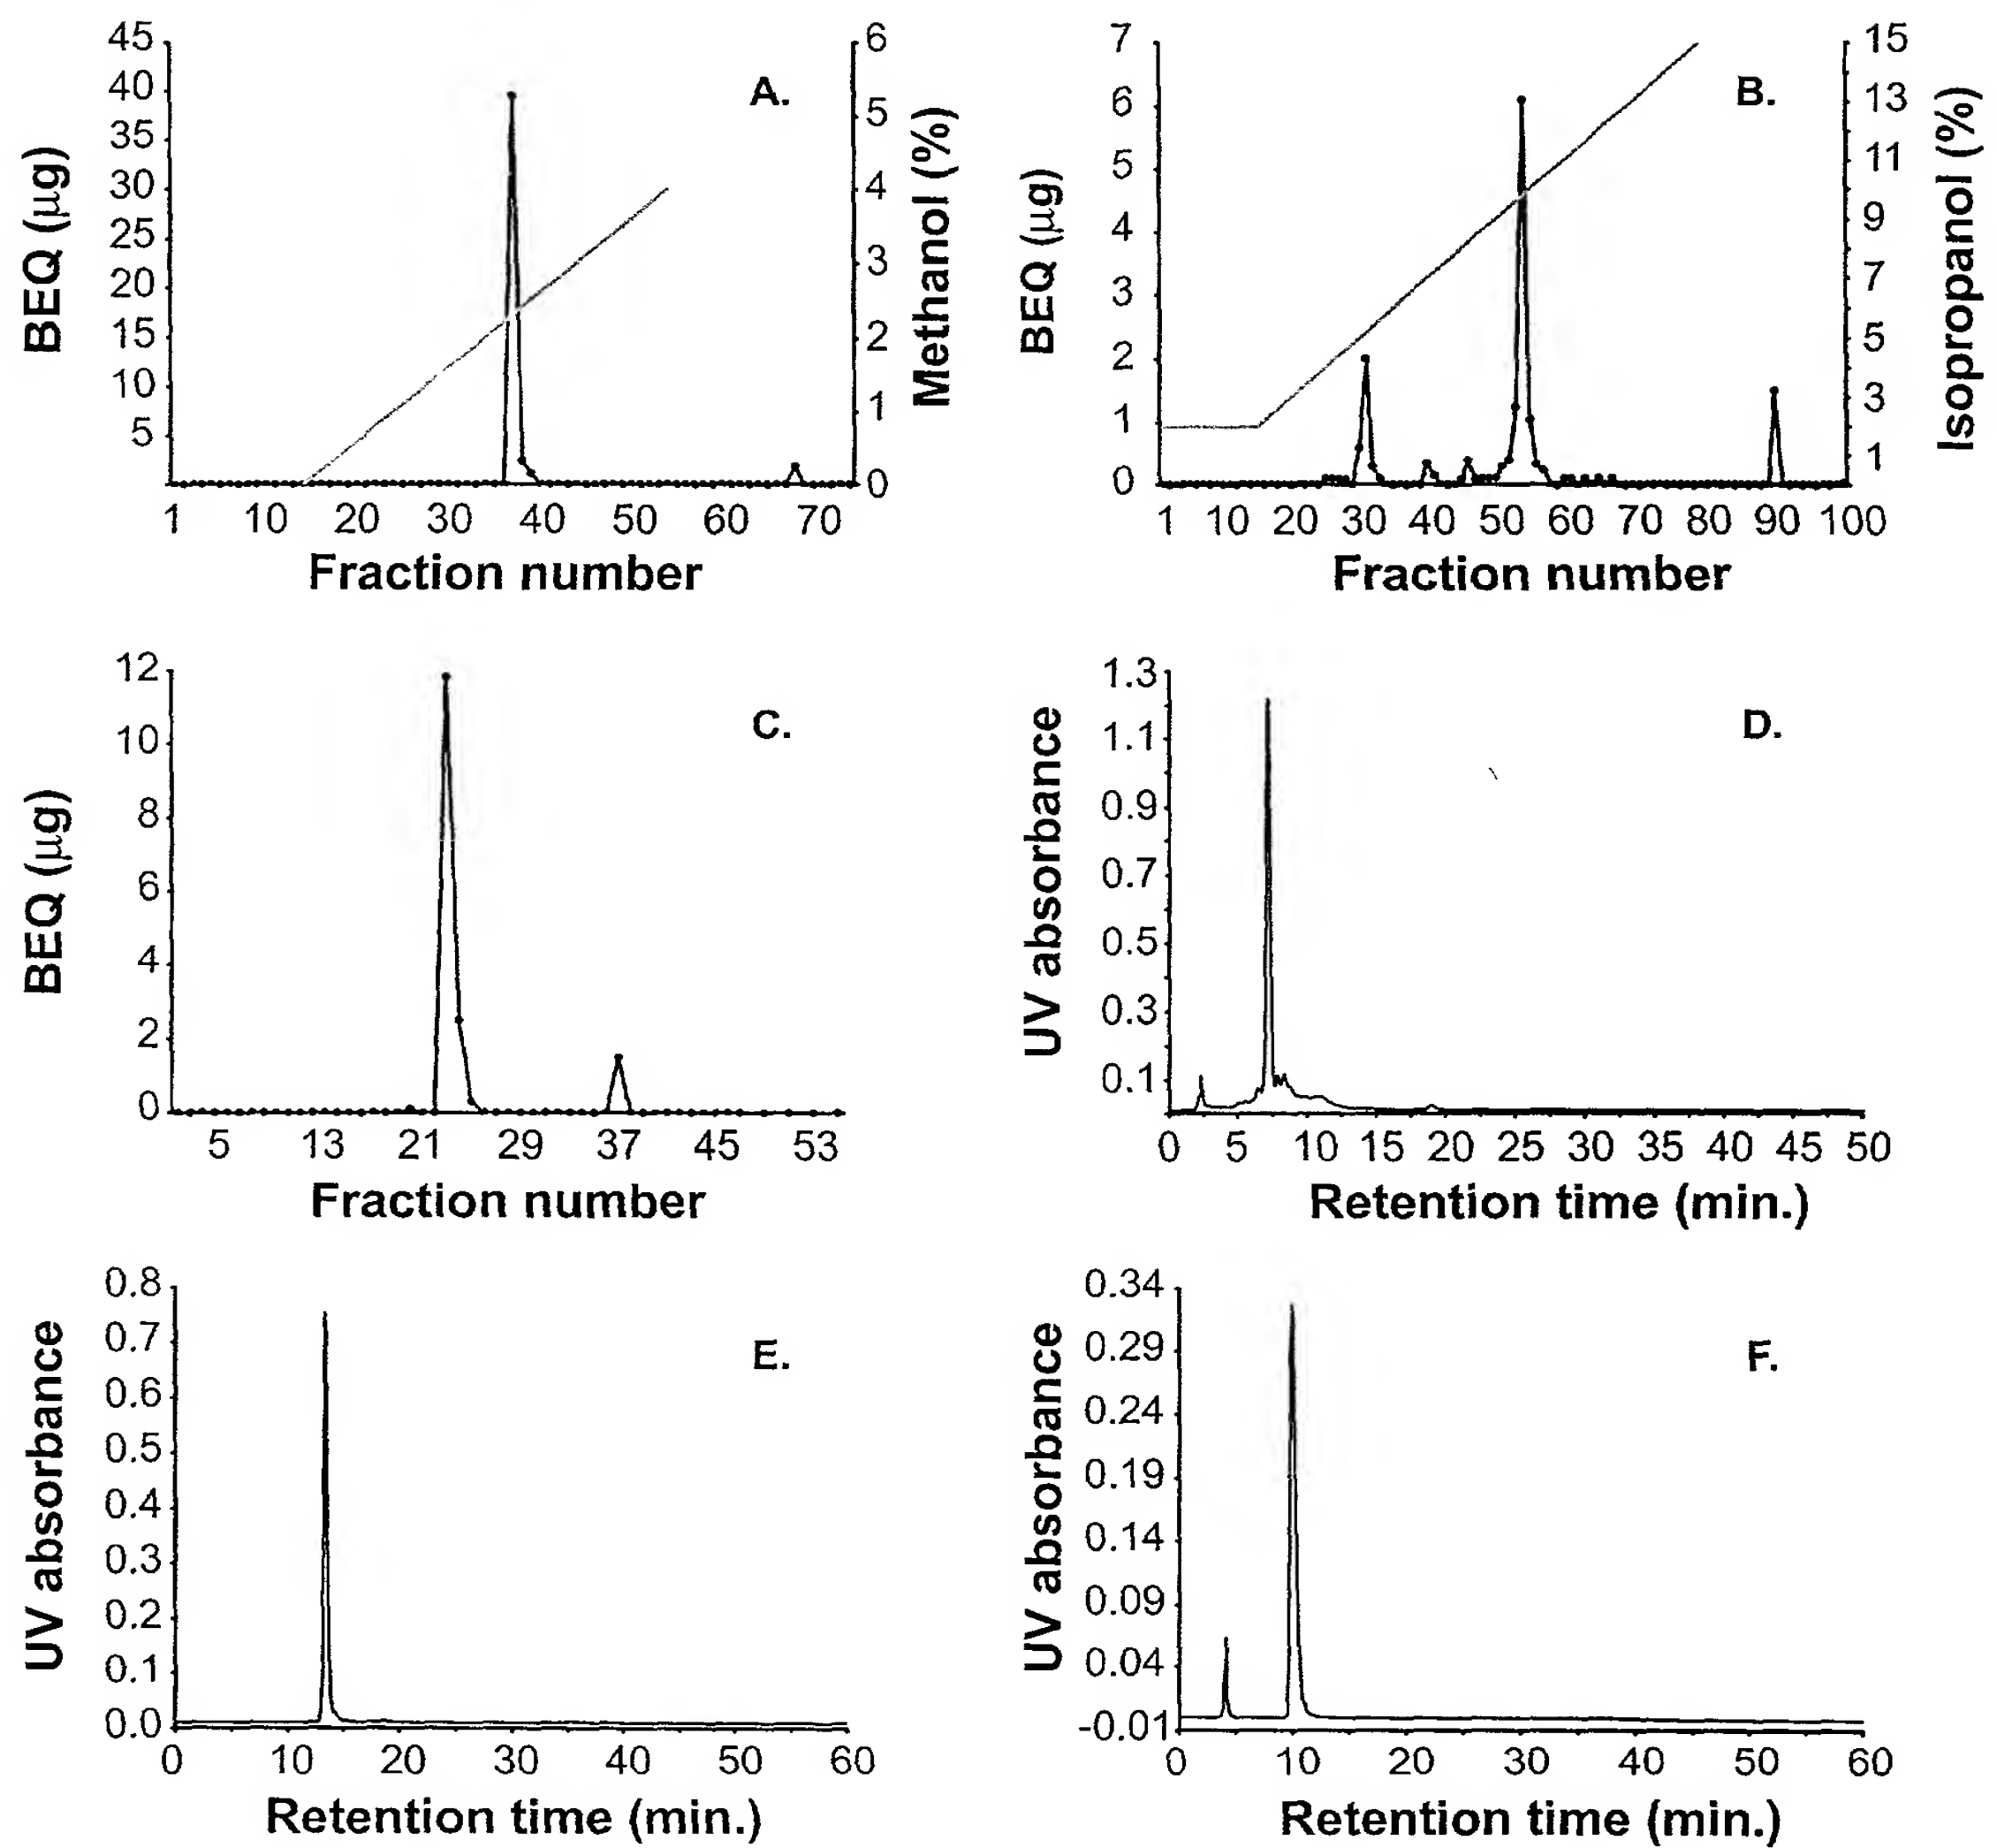 A.
45
40
35
30
25
20
15
10
5
BEQ (µg)
6
5
4
3
2
1
0
Methanol (%)
1 10 20 30 40 50 60 70
Fraction number
B.
7
6
5
4
3
2
1
0
BEQ (µg)
15
13
11
9
7
5
3
1
Isopropanol (%)
1 10 20 30 40 50 60 70 80 90 100
Fraction number
C.
12
10
8
6
4
2
0
BEQ (µg)
5 13 21 29 37 45 53
Fraction number
D.
1.3
1.1
0.9
0.7
0.5
0.3
0.1
UV absorbance
0 5 10 15 20 25 30 35 40 45 50
Retention time (min.)
E.
0.8
0.7
0.6
0.5
0.4
0.3
0.2
0.1
0.0
UV absorbance
0 10 20 30 40 50 60
Retention time (min.)
F.
0.34
0.29
0.24
0.19
0.14
0.09
0.04
-0.01
UV absorbance
0 10 20 30 40 50 60
Retention time (min.)